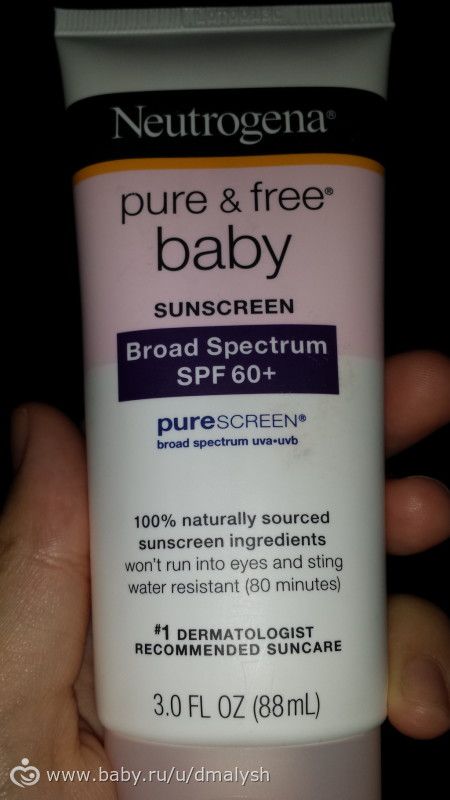 Neutrogena®
pure & free®
baby
SUNSCREEN
Broad Spectrum
SPF 60+
pureSCREEN®
broad spectrum uva•uvb
100% naturally sourced
sunscreen ingredients
won't run into eyes and sting
water resistant (80 minutes)
#1 DERMATOLOGIST
RECOMMENDED SUNCARE
3.0 FL OZ (88mL)
www.baby.ru/u/dmalysh